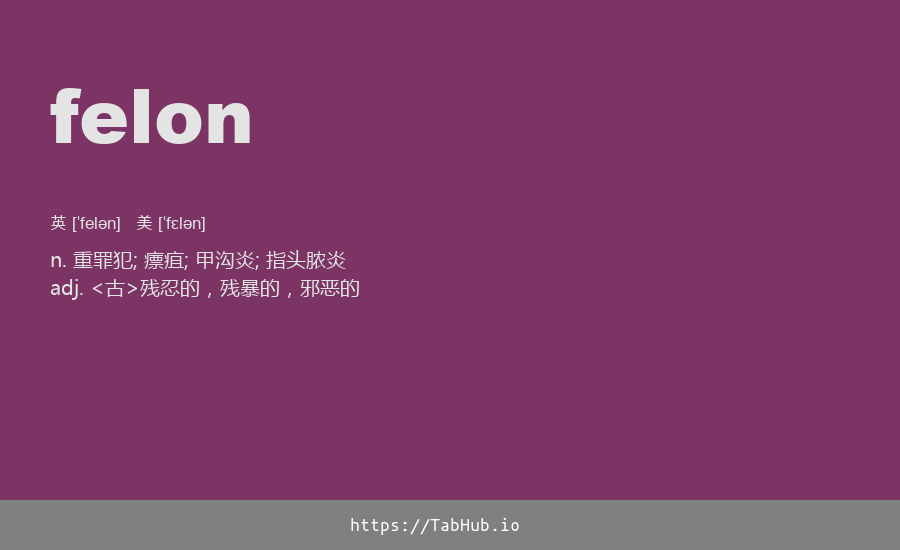 felon
英 [ˈfelən] 美 [ˈfɛlən]
n. 重罪犯; 瘭疽; 甲沟炎; 指头脓炎
adj. <古>残忍的，残暴的，邪恶的
https://TabHub.io